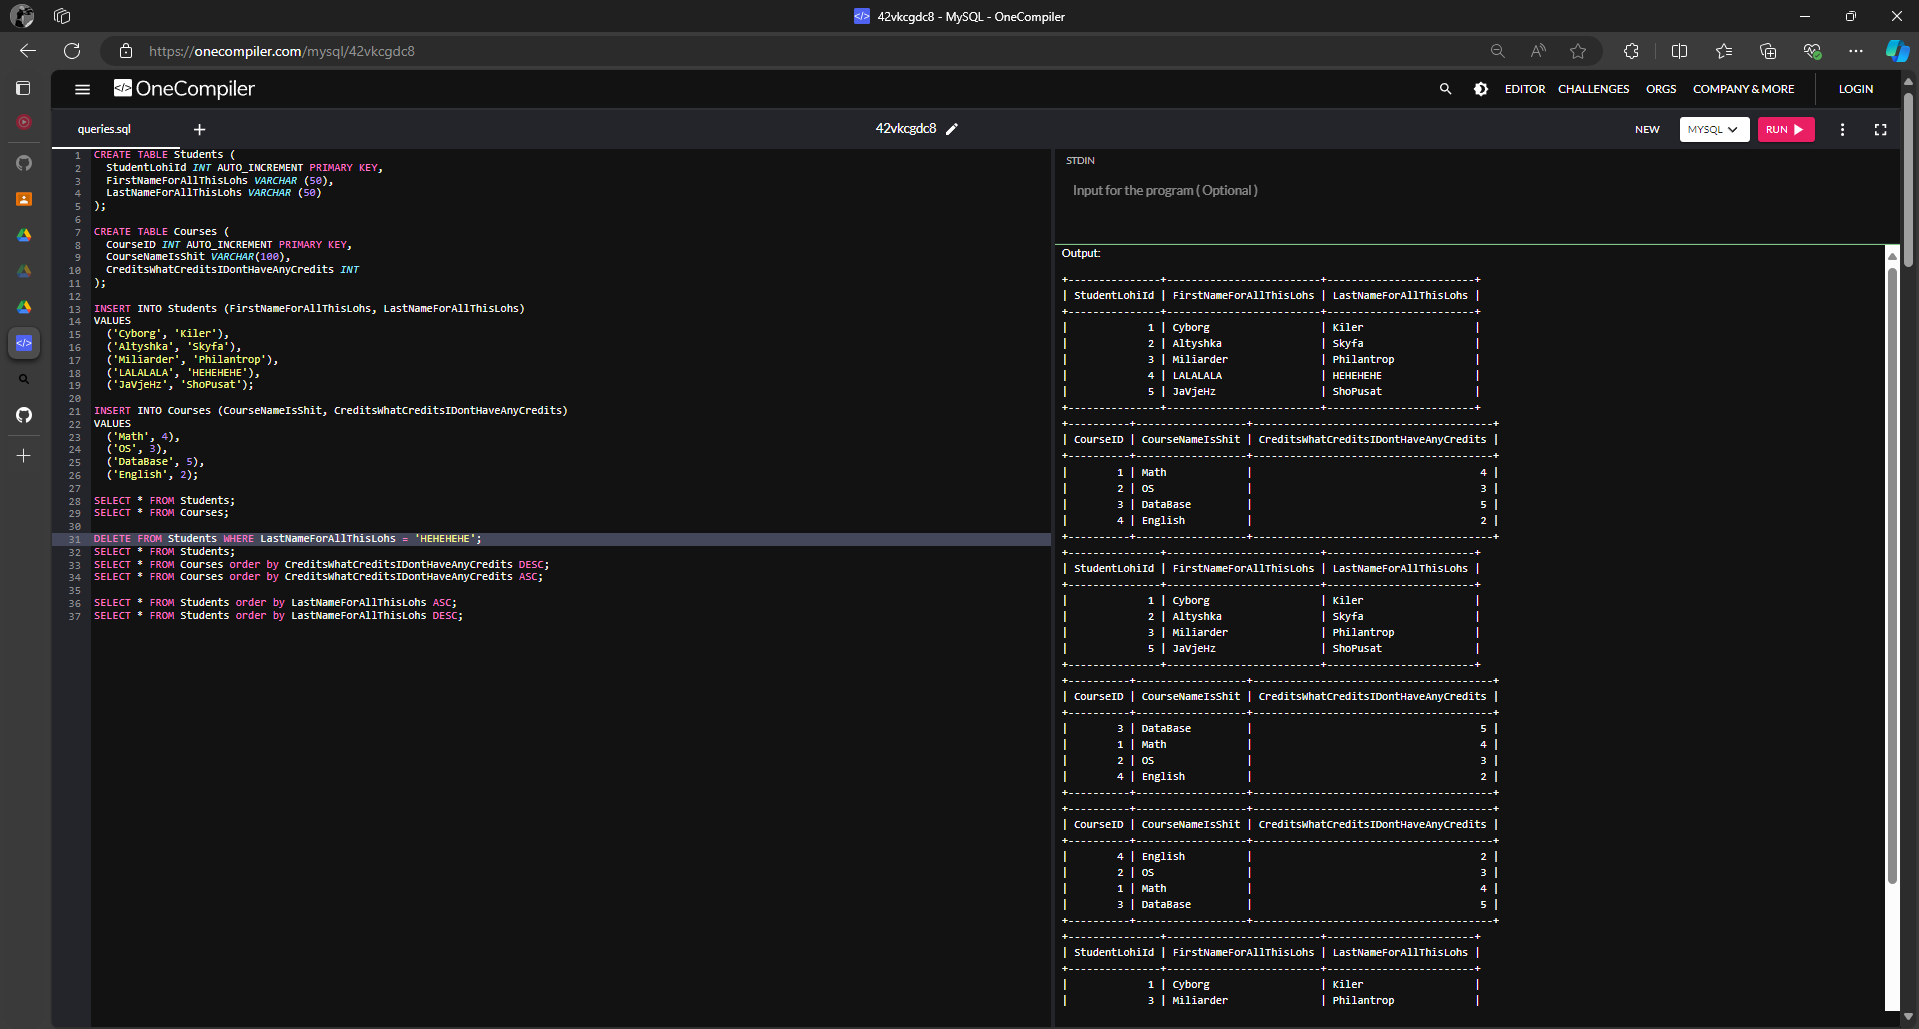 42vkcgdc8 - MySQL - OneCompiler
https://onecompiler.com/mysql/42vkcgdc8
</> OneCompiler
EDITOR CHALLENGES ORGS COMPANY & MORE LOGIN
queries.sql
42vkcgdc8
NEW MYSQL RUN
1 CREATE TABLE Students (
2 StudentLohiId INT AUTO_INCREMENT PRIMARY KEY,
3 FirstNameForAllThisLohs VARCHAR (50),
4 LastNameForAllThisLohs VARCHAR (50)
5 );
6
7 CREATE TABLE Courses (
8 CourseID INT AUTO_INCREMENT PRIMARY KEY,
9 CourseNameIsShit VARCHAR(100),
10 CreditsWhatCreditsIDontHaveAnyCredits INT
11 );
12
13 INSERT INTO Students (FirstNameForAllThisLohs, LastNameForAllThisLohs)
14 VALUES
15 ('Cyborg', 'Kiler'),
16 ('Altyshka', 'Skyfa'),
17 ('Miliarder', 'Philantrop'),
18 ('LALALALA', 'HEHEHEHE'),
19 ('JaVjeHz', 'ShoPusat');
20
21 INSERT INTO Courses (CourseNameIsShit, CreditsWhatCreditsIDontHaveAnyCredits)
22 VALUES
23 ('Math', 4),
24 ('OS', 3),
25 ('DataBase', 5),
26 ('English', 2);
27
28 SELECT * FROM Students;
29 SELECT * FROM Courses;
30
31 DELETE FROM Students WHERE LastNameForAllThisLohs = 'HEHEHEHE';
32 SELECT * FROM Students;
33 SELECT * FROM Courses order by CreditsWhatCreditsIDontHaveAnyCredits DESC;
34 SELECT * FROM Courses order by CreditsWhatCreditsIDontHaveAnyCredits ASC;
35
36 SELECT * FROM Students order by LastNameForAllThisLohs ASC;
37 SELECT * FROM Students order by LastNameForAllThisLohs DESC;
STDIN
Input for the program ( Optional )
Output:
+---------------+-------------------------+------------------------+
| StudentLohiId | FirstNameForAllThisLohs | LastNameForAllThisLohs |
+---------------+-------------------------+------------------------+
| 1 | Cyborg | Kiler |
| 2 | Altyshka | Skyfa |
| 3 | Miliarder | Philantrop |
| 4 | LALALALA | HEHEHEHE |
| 5 | JaVjeHz | ShoPusat |
+---------------+-------------------------+------------------------+
+----------+------------------+---------------------------------------+
| CourseID | CourseNameIsShit | CreditsWhatCreditsIDontHaveAnyCredits |
+----------+------------------+---------------------------------------+
| 1 | Math | 4 |
| 2 | OS | 3 |
| 3 | DataBase | 5 |
| 4 | English | 2 |
+----------+------------------+---------------------------------------+
+---------------+-------------------------+------------------------+
| StudentLohiId | FirstNameForAllThisLohs | LastNameForAllThisLohs |
+---------------+-------------------------+------------------------+
| 1 | Cyborg | Kiler |
| 2 | Altyshka | Skyfa |
| 3 | Miliarder | Philantrop |
| 5 | JaVjeHz | ShoPusat |
+---------------+-------------------------+------------------------+
+----------+------------------+---------------------------------------+
| CourseID | CourseNameIsShit | CreditsWhatCreditsIDontHaveAnyCredits |
+----------+------------------+---------------------------------------+
| 3 | DataBase | 5 |
| 1 | Math | 4 |
| 2 | OS | 3 |
| 4 | English | 2 |
+----------+------------------+---------------------------------------+
+----------+------------------+---------------------------------------+
| CourseID | CourseNameIsShit | CreditsWhatCreditsIDontHaveAnyCredits |
+----------+------------------+---------------------------------------+
| 4 | English | 2 |
| 2 | OS | 3 |
| 1 | Math | 4 |
| 3 | DataBase | 5 |
+----------+------------------+---------------------------------------+
+---------------+-------------------------+------------------------+
| StudentLohiId | FirstNameForAllThisLohs | LastNameForAllThisLohs |
+---------------+-------------------------+------------------------+
| 1 | Cyborg | Kiler |
| 3 | Miliarder | Philantrop |